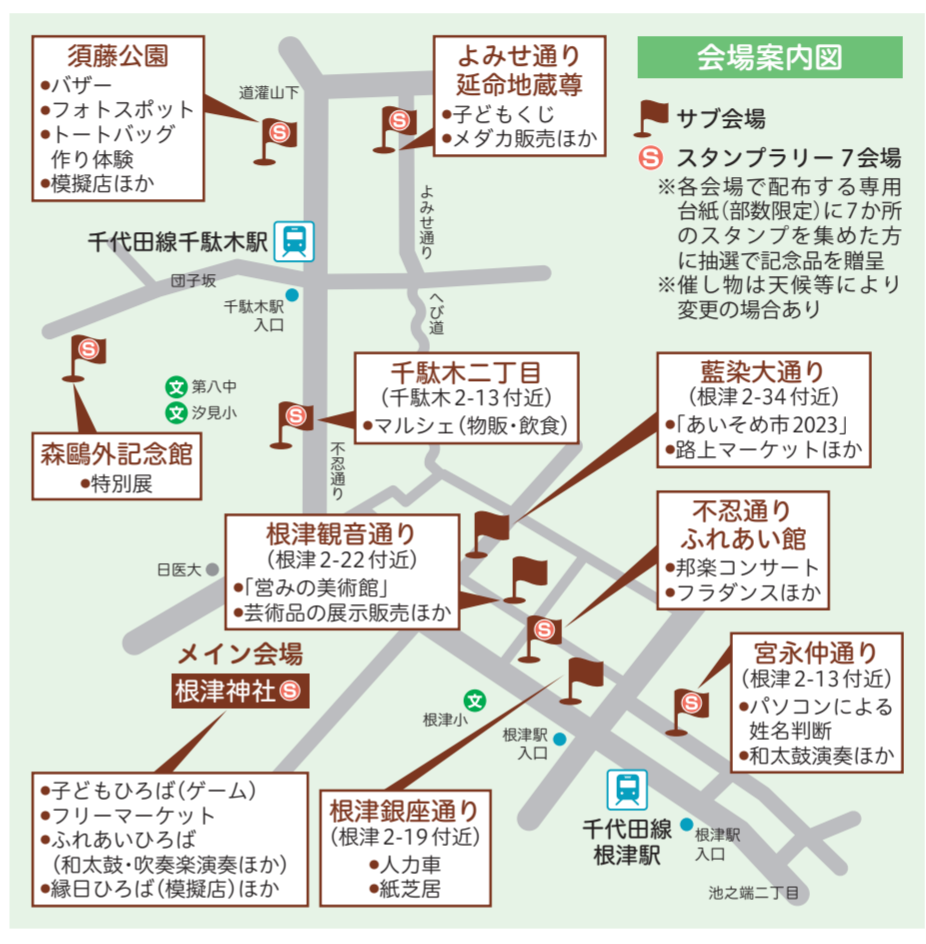 会場案内図
サブ会場
S スタンプラリー7会場
※各会場で配布する専用
台紙(部数限定)に7か所
のスタンプを集めた方
に抽選で記念品を贈呈
※催し物は天候等により
変更の場合あり
須藤公園
●バザー
●フォトスポット
●トートバッグ
作り体験
●模擬店ほか
道灌山下
S
よみせ通り
延命地蔵尊
●子どもくじ
●メダカ販売ほか
S
よみせ通り
千代田線千駄木駅
団子坂
千駄木駅
入口
へび道
S
文 第八中
文 汐見小
森鷗外記念館
●特別展
千駄木二丁目
(千駄木2-13付近)
●マルシェ(物販・飲食)
S
不忍通り
藍染大通り
(根津2-34付近)
●「あいそめ市2023」
●路上マーケットほか
根津観音通り
(根津2-22付近)
●「営みの美術館」
●芸術品の展示販売ほか
日医大
不忍通り
ふれあい館
●邦楽コンサート
●フラダンスほか
S
メイン会場
根津神社 S
●子どもひろば(ゲーム)
●フリーマーケット
●ふれあいひろば
(和太鼓・吹奏楽演奏ほか)
●縁日ひろば(模擬店)ほか
文
根津小
根津駅
入口
宮永仲通り
(根津2-13付近)
●パソコンによる
姓名判断
●和太鼓演奏ほか
S
根津銀座通り
(根津2-19付近)
●人力車
●紙芝居
千代田線
根津駅
根津駅
入口
池之端二丁目